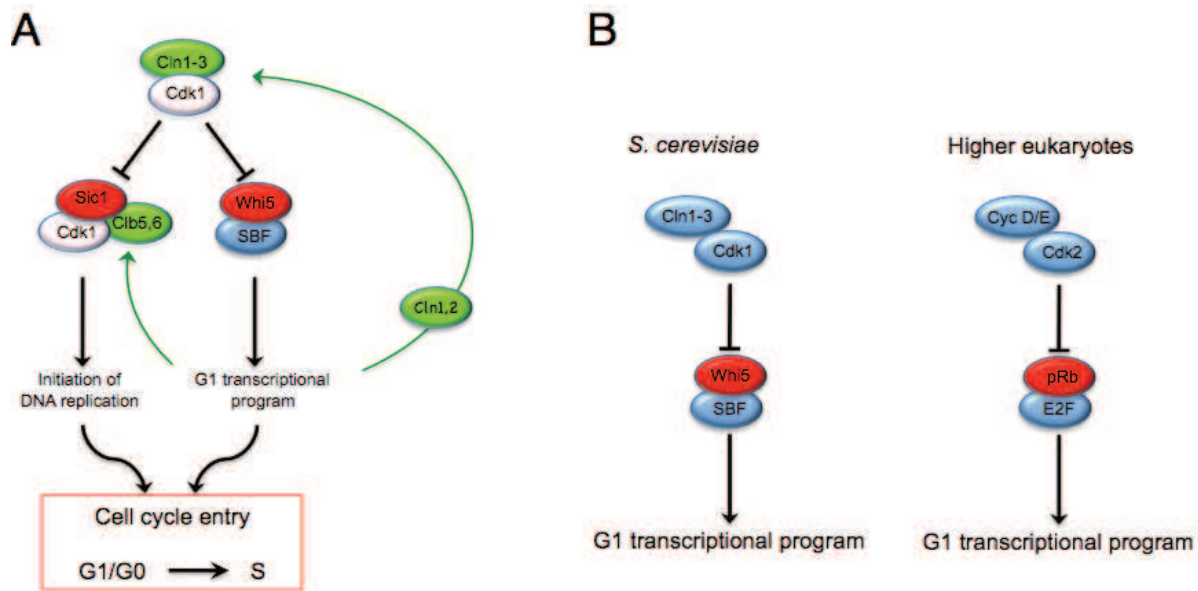 A
Cln1-3
Cdk1
Sic1
Cdk1
Clb5,6
Whi5
SBF
Cln1,2
Initiation of
DNA replication
G1 transcriptional
program
Cell cycle entry
G1/G0
S
B
S. cerevisiae
Cln1-3
Cdk1
Whi5
SBF
G1 transcriptional program
Higher eukaryotes
Cyc D/E
Cdk2
pRb
E2F
G1 transcriptional program